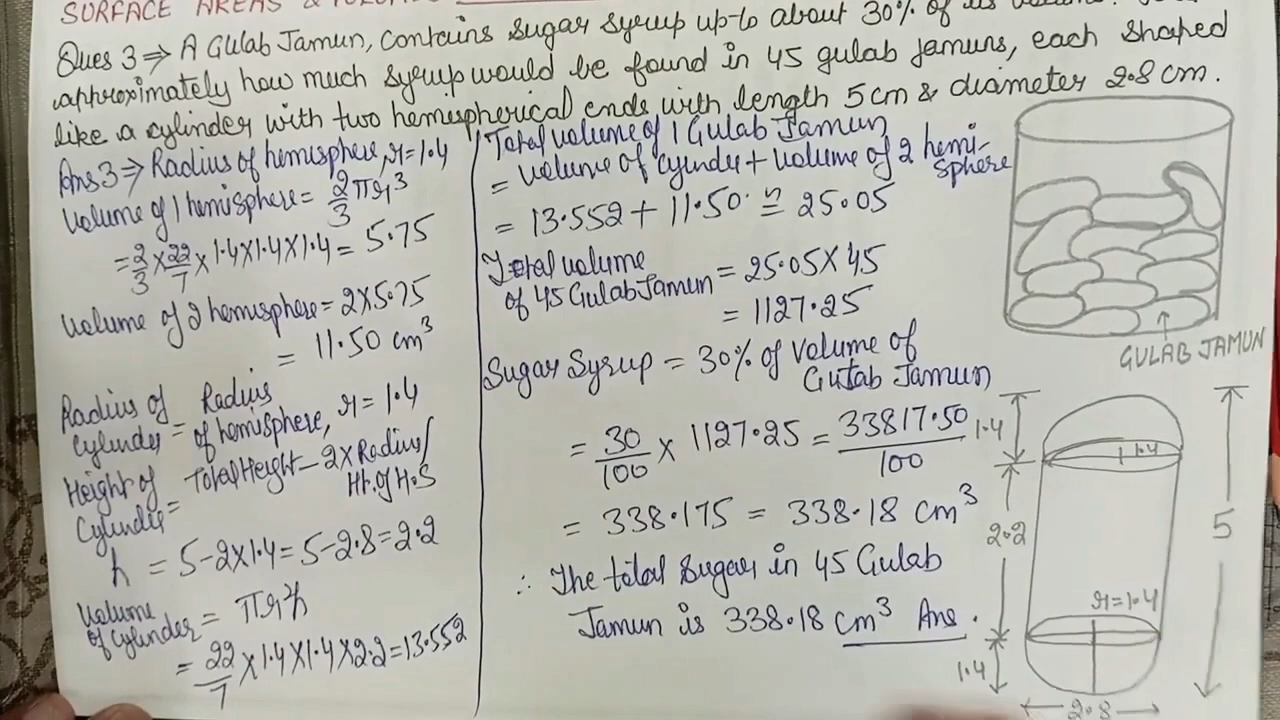 SURFACE AREAS &
Ques 3 ⇒ A Gulab Jamun, contains sugar syrup up-to about 30% of its
approximately how much syrup would be found in 45 gulab jamuns, each shaped
like a cylinder with two hemispherical ends with length 5cm & diameter 2.8 cm.
Ans 3 ⇒ Radius of hemisphere, r = 1.4
Volume of 1 hemisphere = 2/3 πr³
= 2/3 × 22/7 × 1.4 × 1.4 × 1.4 = 5.75
Volume of 2 hemisphere = 2×5.75
= 11.50 cm³
Radius of Cylinder = Radius of hemisphere, r = 1.4
Height of Cylinder = Total Height - 2 × Radius/ Ht. of H.S
h = 5 - 2×1.4 = 5 - 2.8 = 2.2
Volume of Cylinder = πr²h
= 22/7 × 1.4 × 1.4 × 2.2 = 13.552
Total volume of 1 Gulab Jamun
= Volume of cylinder + Volume of 2 hemi-
sphere
= 13.552 + 11.50 ≃ 25.05
Total volume
of 45 Gulab Jamun = 25.05 × 45
= 1127.25
Sugar Syrup = 30% of Volume of
Gulab Jamun
= 30/100 × 1127.25 = 33817.50/100
= 338.175 = 338.18 cm³
∴ The total Sugar in 45 Gulab
Jamun is 338.18 cm³ Ans.
GULAB JAMUN
1.4
1.4
2.2
5
r=1.4
1.4
2.8